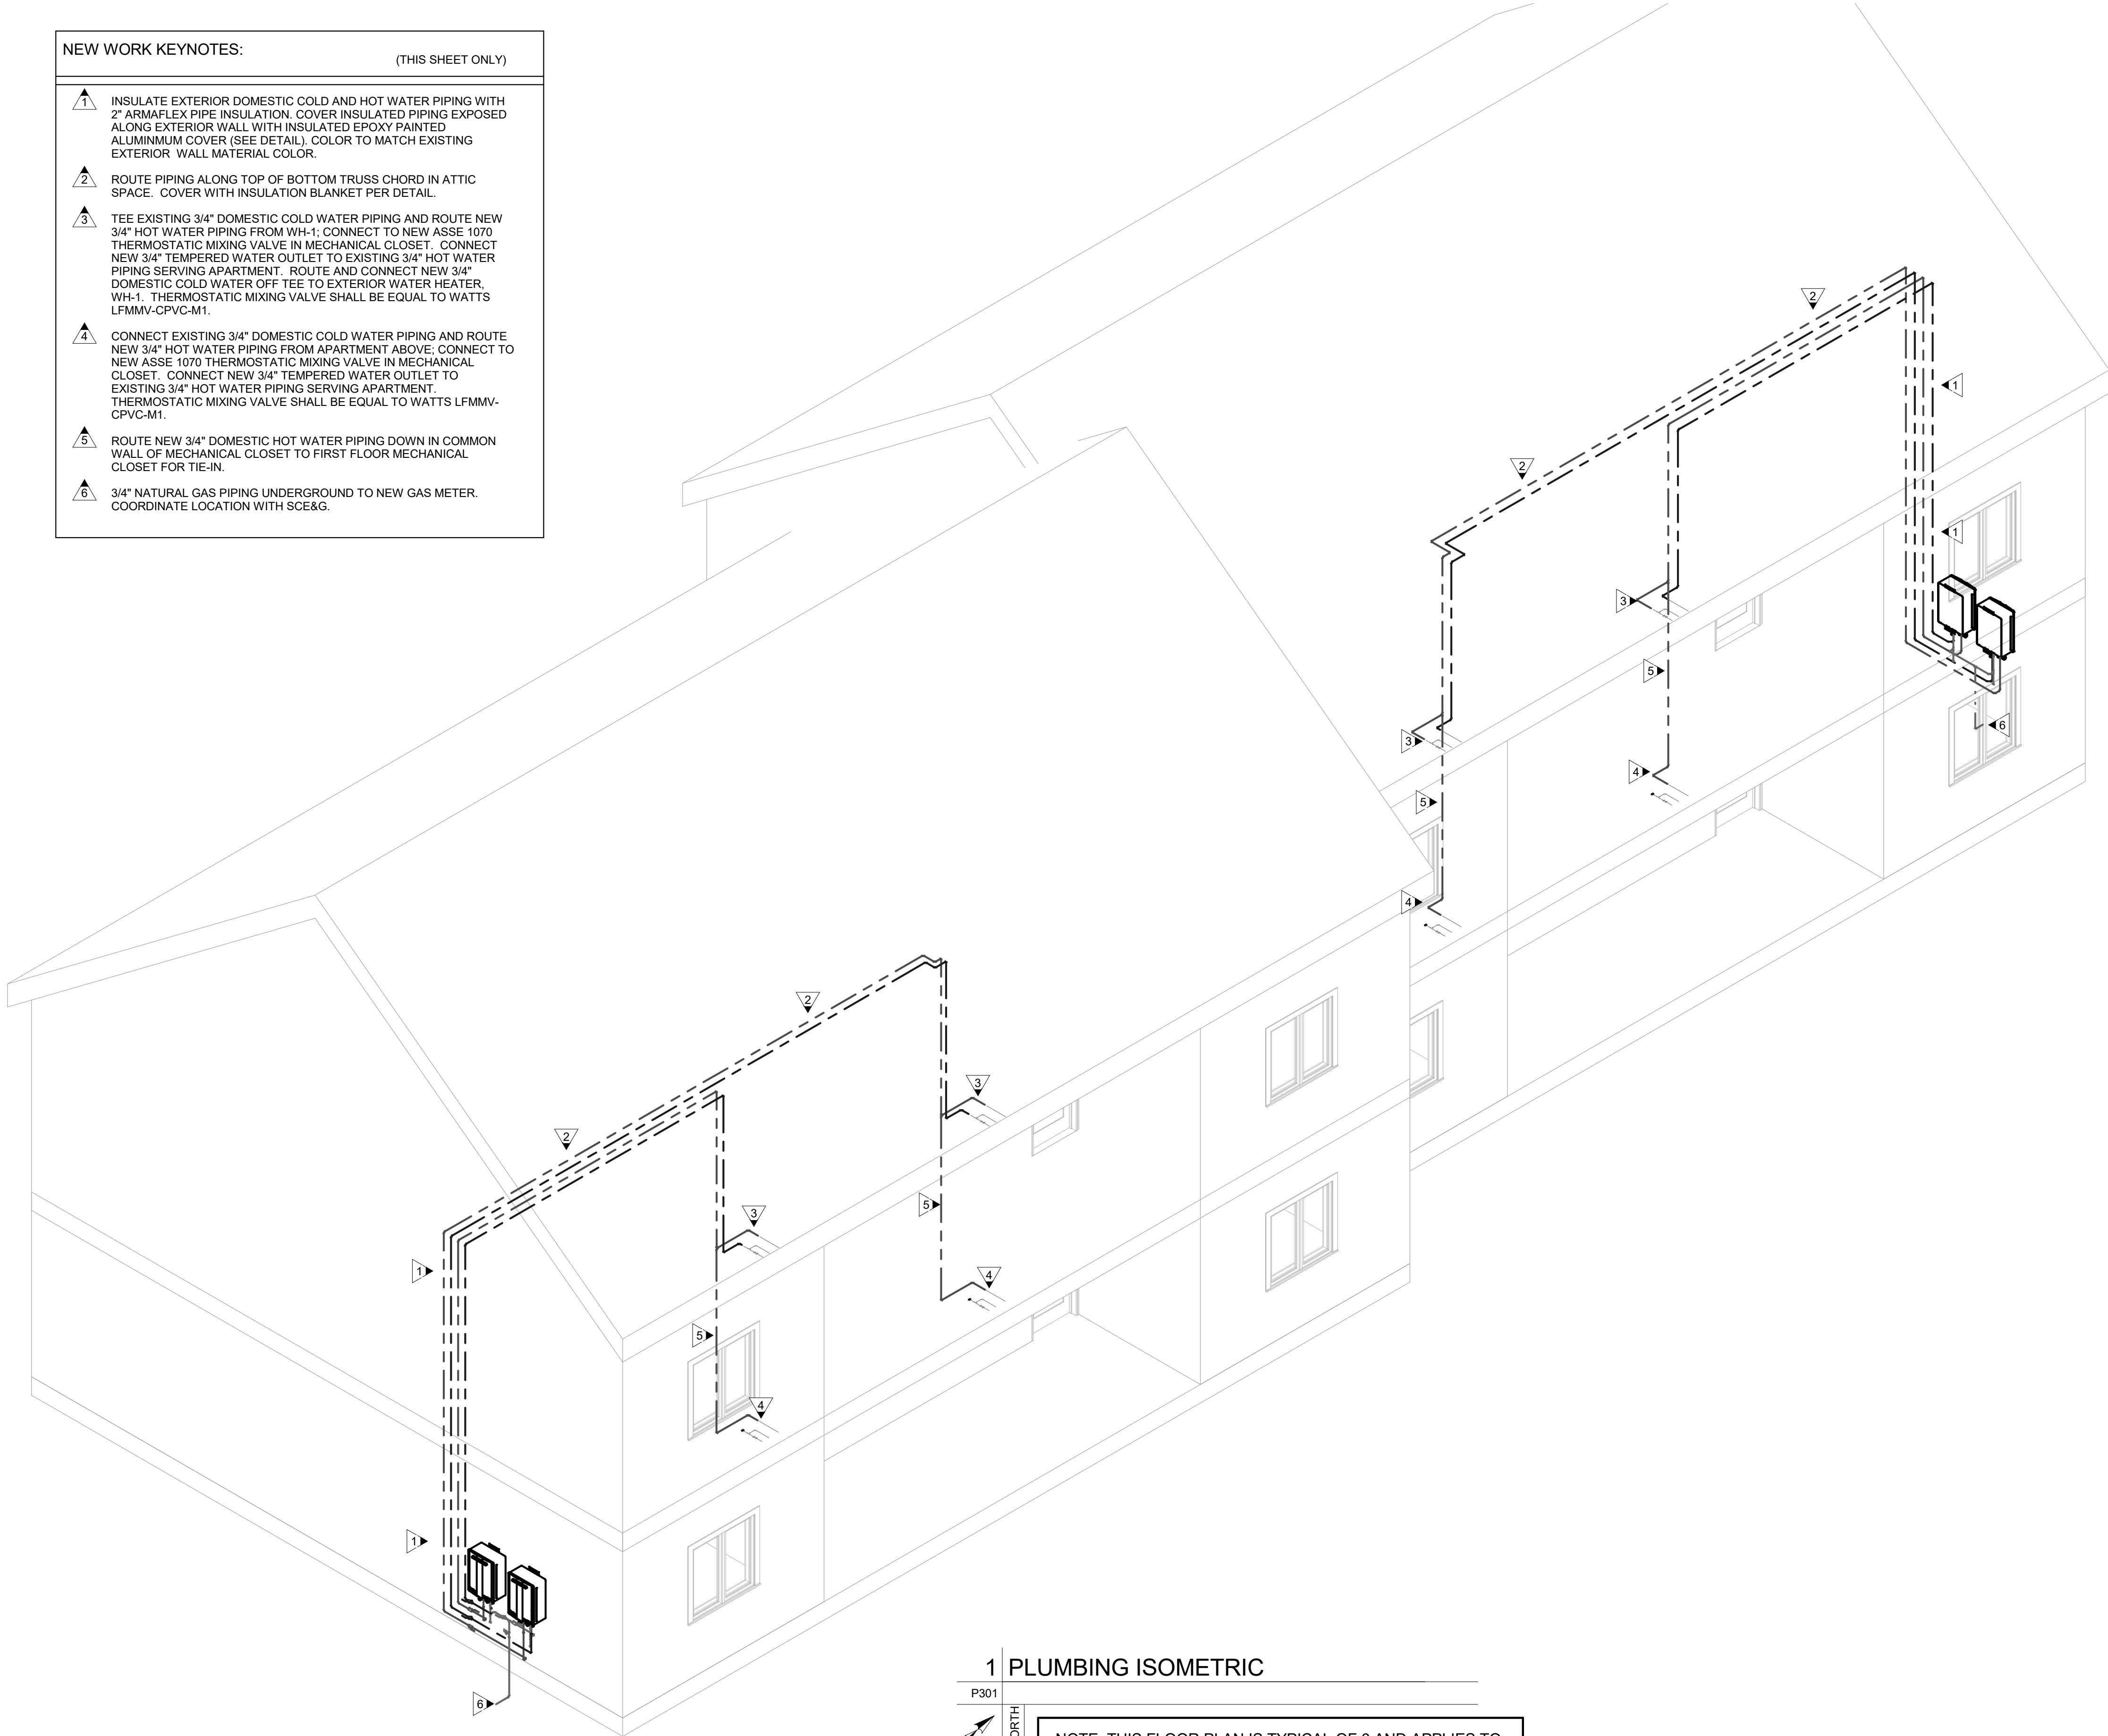 NEW WORK KEYNOTES:
(THIS SHEET ONLY)
1 INSULATE EXTERIOR DOMESTIC COLD AND HOT WATER PIPING WITH
2" ARMAFLEX PIPE INSULATION. COVER INSULATED PIPING EXPOSED
ALONG EXTERIOR WALL WITH INSULATED EPOXY PAINTED
ALUMINMUM COVER (SEE DETAIL). COLOR TO MATCH EXISTING
EXTERIOR WALL MATERIAL COLOR.
2 ROUTE PIPING ALONG TOP OF BOTTOM TRUSS CHORD IN ATTIC
SPACE. COVER WITH INSULATION BLANKET PER DETAIL.
3 TEE EXISTING 3/4" DOMESTIC COLD WATER PIPING AND ROUTE NEW
3/4" HOT WATER PIPING FROM WH-1; CONNECT TO NEW ASSE 1070
THERMOSTATIC MIXING VALVE IN MECHANICAL CLOSET. CONNECT
NEW 3/4" TEMPERED WATER OUTLET TO EXISTING 3/4" HOT WATER
PIPING SERVING APARTMENT. ROUTE AND CONNECT NEW 3/4"
DOMESTIC COLD WATER OFF TEE TO EXTERIOR WATER HEATER,
WH-1. THERMOSTATIC MIXING VALVE SHALL BE EQUAL TO WATTS
LFMMV-CPVC-M1.
4 CONNECT EXISTING 3/4" DOMESTIC COLD WATER PIPING AND ROUTE
NEW 3/4" HOT WATER PIPING FROM APARTMENT ABOVE; CONNECT TO
NEW ASSE 1070 THERMOSTATIC MIXING VALVE IN MECHANICAL
CLOSET. CONNECT NEW 3/4" TEMPERED WATER OUTLET TO
EXISTING 3/4" HOT WATER PIPING SERVING APARTMENT.
THERMOSTATIC MIXING VALVE SHALL BE EQUAL TO WATTS LFMMV-
CPVC-M1.
5 ROUTE NEW 3/4" DOMESTIC HOT WATER PIPING DOWN IN COMMON
WALL OF MECHANICAL CLOSET TO FIRST FLOOR MECHANICAL
CLOSET FOR TIE-IN.
6 3/4" NATURAL GAS PIPING UNDERGROUND TO NEW GAS METER.
COORDINATE LOCATION WITH SCE&G.
2
1
2
1
3
5
6
3
4
5
4
2
3
2
5
3
1
4
5
4
1
6
1 PLUMBING ISOMETRIC
P301